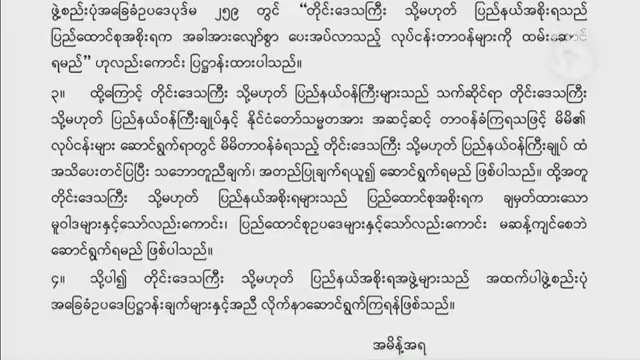 ဖွဲ့စည်းပုံအခြေခံဥပဒေပုဒ်မ ၂၅၉ တွင် “တိုင်းဒေသကြီး သို့မဟုတ် ပြည်နယ်အစိုးရသည်
ပြည်ထောင်စုအစိုးရက အခါအားလျော်စွာ ပေးအပ်လာသည့် လုပ်ငန်းတာဝန်များကို ထမ်းဆောင်
ရမည်” ဟုလည်းကောင်း ပြဋ္ဌာန်းထားပါသည်။
၃။ ထို့ကြောင့် တိုင်းဒေသကြီး သို့မဟုတ် ပြည်နယ်ဝန်ကြီးများသည် သက်ဆိုင်ရာ တိုင်းဒေသကြီး
သို့မဟုတ် ပြည်နယ်ဝန်ကြီးချုပ်နှင့် နိုင်ငံတော်သမ္မတအား အဆင့်ဆင့် တာဝန်ခံကြရသဖြင့် မိမိ၏
လုပ်ငန်းများ ဆောင်ရွက်ရာတွင် မိမိတာဝန်ခံရသည့် တိုင်းဒေသကြီး သို့မဟုတ် ပြည်နယ်ဝန်ကြီးချုပ် ထံ
အသိပေးတင်ပြပြီး သဘောတူညီချက်၊ အတည်ပြုချက်ရယူ၍ ဆောင်ရွက်ရမည် ဖြစ်ပါသည်။ ထို့အတူ
တိုင်းဒေသကြီး သို့မဟုတ် ပြည်နယ်အစိုးရများသည် ပြည်ထောင်စုအစိုးရက ချမှတ်ထားသော
မူဝါဒများနှင့်သော်လည်းကောင်း၊ ပြည်ထောင်စုဥပဒေများနှင့်သော်လည်းကောင်း မဆန့်ကျင်စေဘဲ
ဆောင်ရွက်ရမည် ဖြစ်ပါသည်။
၄။ သို့ပါ၍ တိုင်းဒေသကြီး သို့မဟုတ် ပြည်နယ်အစိုးရအဖွဲ့များသည် အထက်ပါဖွဲ့စည်းပုံ
အခြေခံဥပဒေပြဋ္ဌာန်းချက်များနှင့်အညီ လိုက်နာဆောင်ရွက်ကြရန်ဖြစ်သည်။
အမိန့်အရ